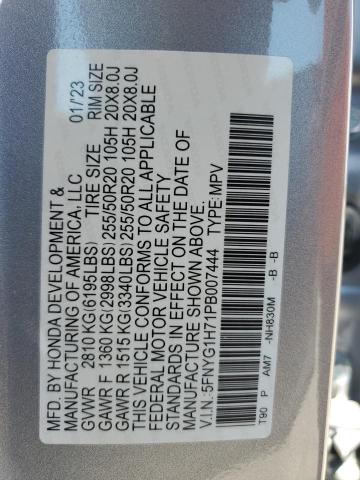 MFD. BY HONDA DEVELOPMENT & 01/'23
MANUFACTURING OF AMERICA, LLC
GVWR 2810 KG(6195LBS) TIRE SIZE RIM SIZE
GAWR F 1360 KG(2998LBS) 255/50R20 105H 20X8.0J
GAWR R 1515 KG(3340LBS) 255/50R20 105H 20X8.0J
THIS VEHICLE CONFORMS TO ALL APPLICABLE
FEDERAL MOTOR VEHICLE SAFETY
STANDARDS IN EFFECT ON THE DATE OF
MANUFACTURE SHOWN ABOVE.
V.I.N.:5FNYG1H71PB007444 TYPE:MPV
T90 P AM7 -NH830M -B -B